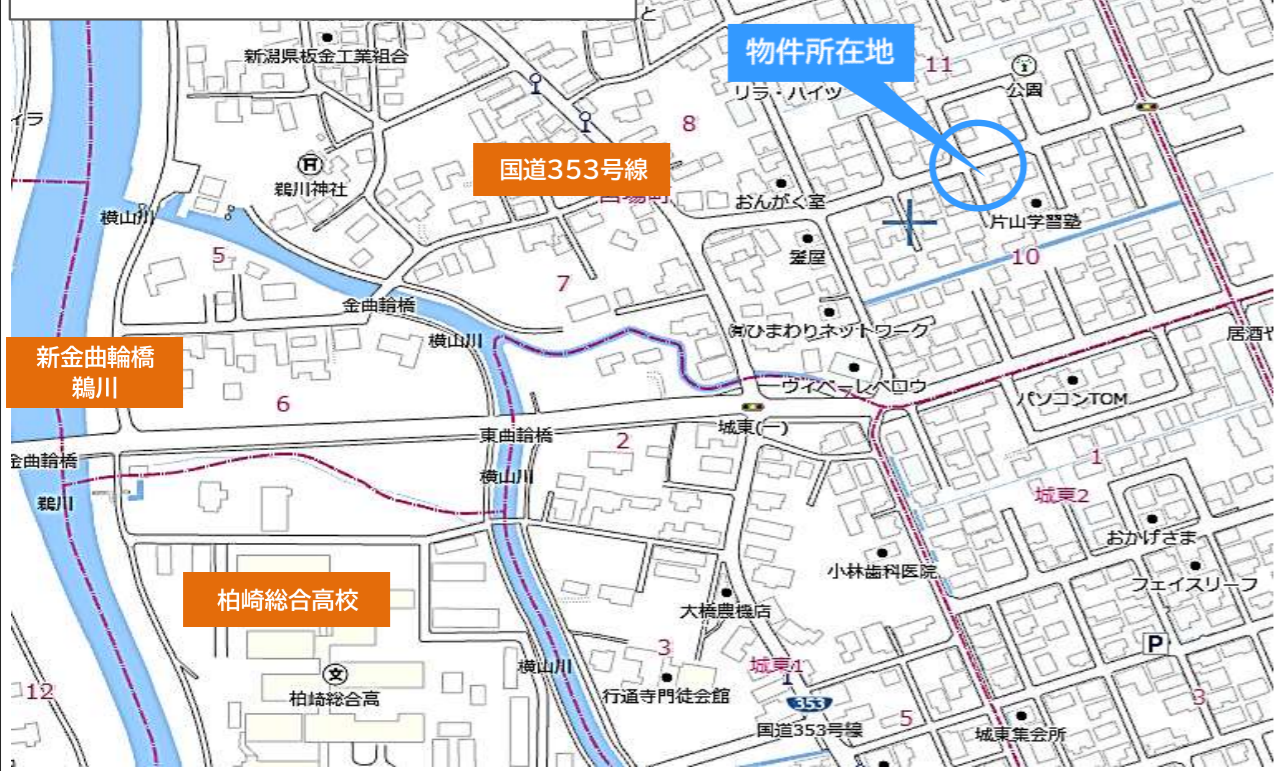 と
新潟県板金工業組合
物件所在地
11
公園
リラ・ハイツ
イラ
8
国道353号線
鵜川神社
おんがく室
片山学習塾
横山川
釜屋
5
10
7
金曲輪橋
㈲ひまわりネットワーク
横山川
居酒や
新金曲輪橋
鵜川
ヴィベーレベロウ
パソコンTOM
6
城東(一)
東曲輪橋
2
金曲輪橋
1
横山川
城東2
鵜川
おかげさま
小林歯科医院
フェイスリーフ
柏崎総合高校
大橋農機店
P
3
城東1
横山川
12
柏崎総合高
行通寺門徒会館
353
3
国道353号線
5
城東集会所